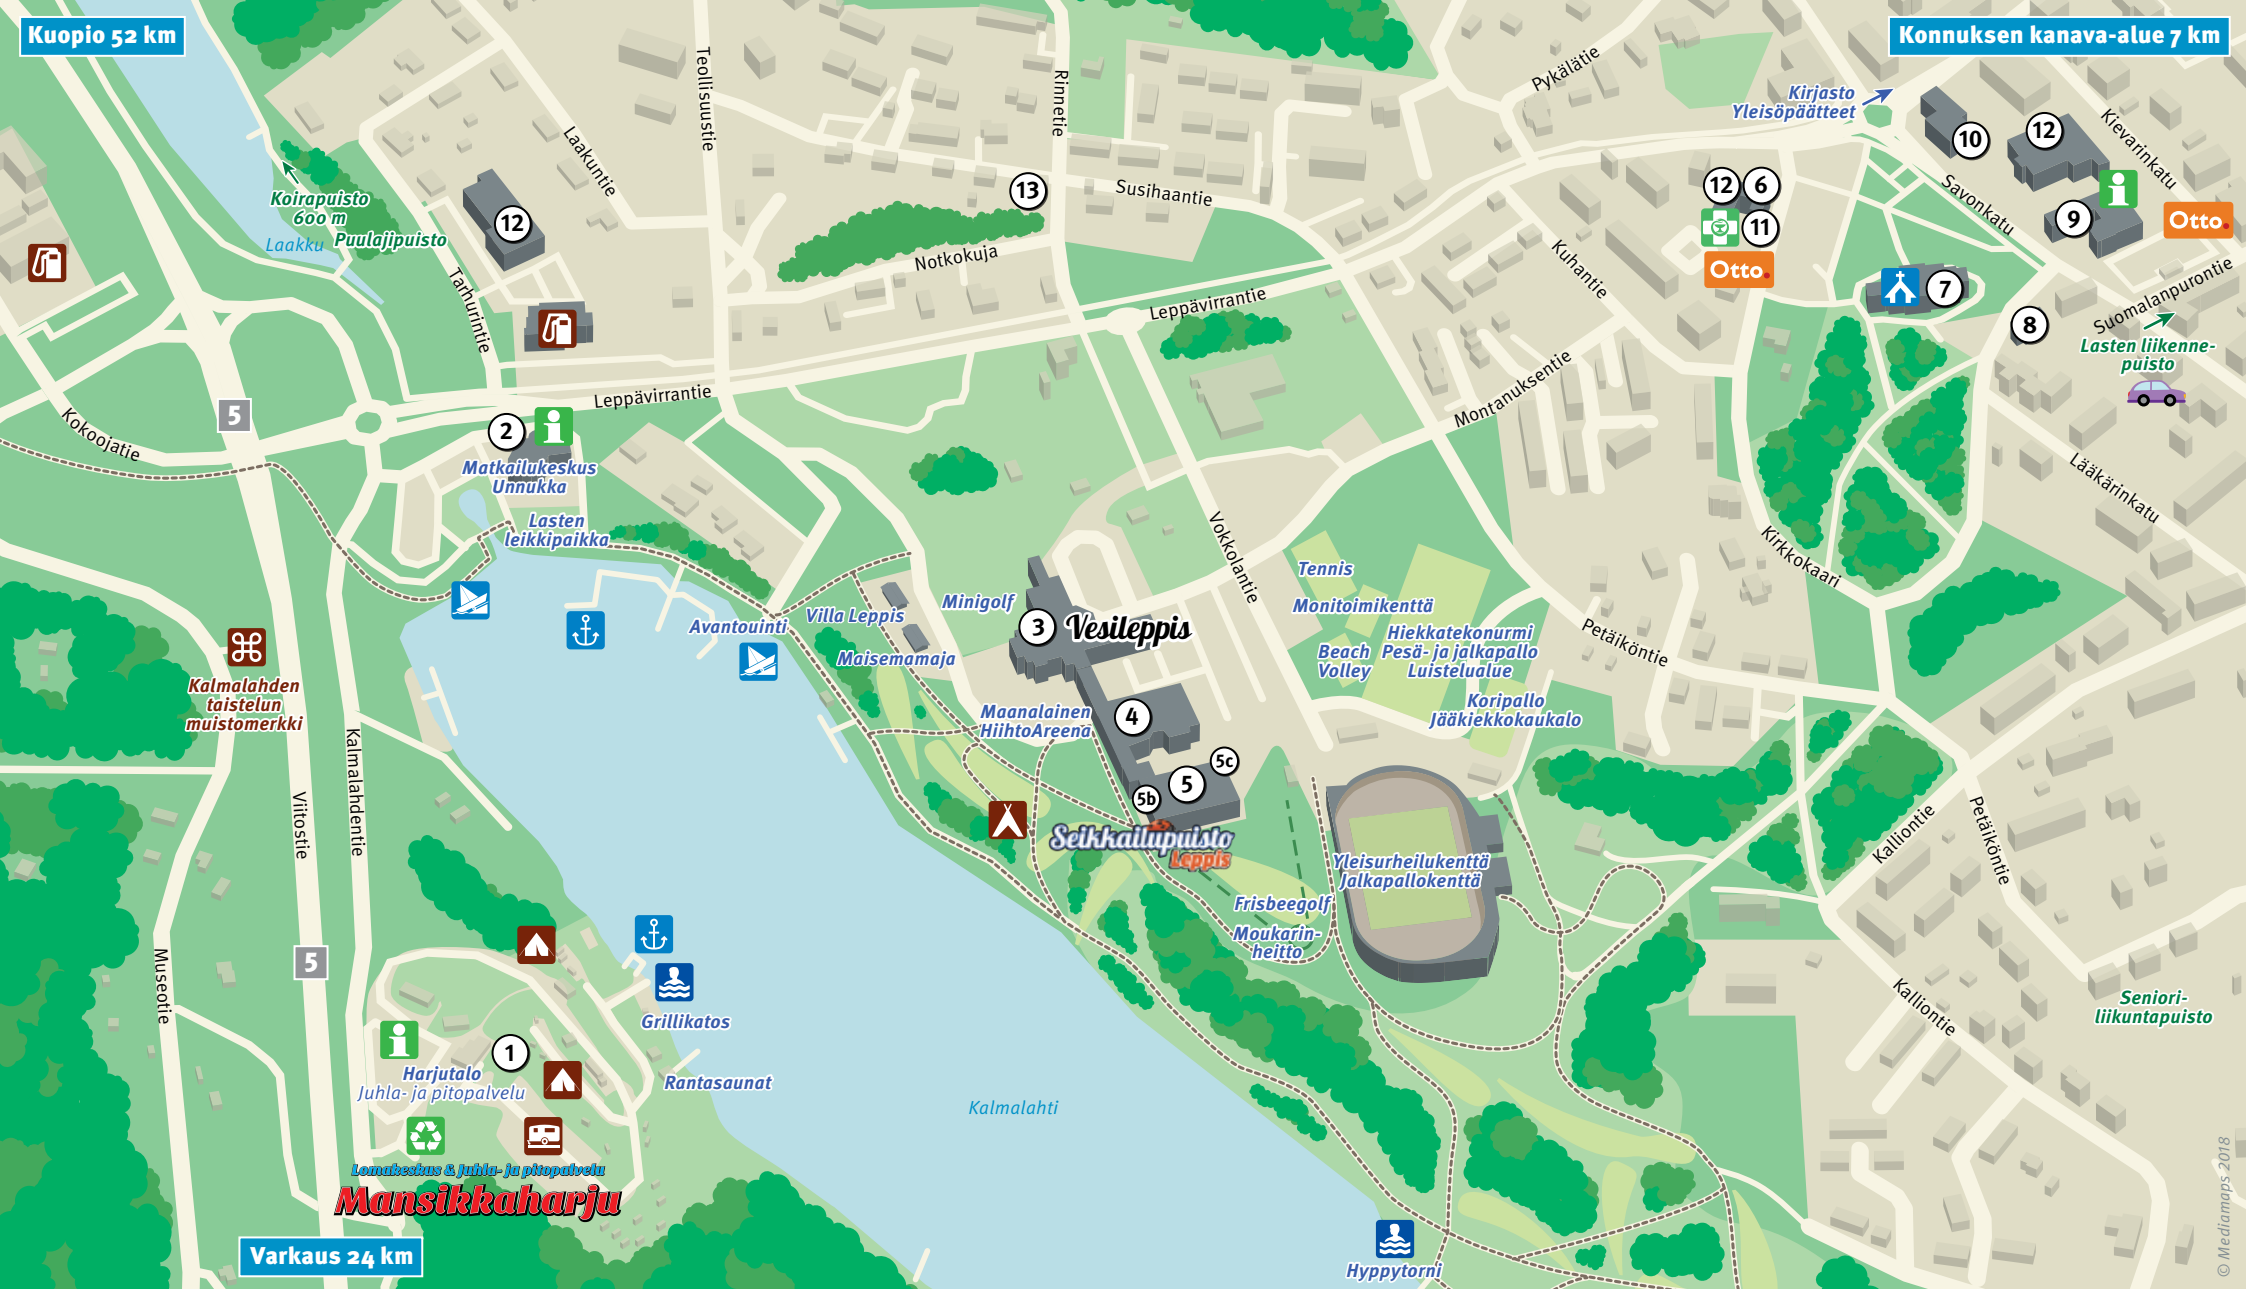 Kuopio 52 km
Konnuksen kanava-alue 7 km
Pykälätie
Kirjasto
Yleisöpäätteet
Teollisuustie
Rinnetie
Laakuntie
Kievarinkatu
10
12
12
13
Susihaantie
12
6
11
Otto.
Savonkatu
9
Otto.
Koirapuisto
600 m
Puulajipuisto
Laakku
Tarhurintie
Notkokuja
Kuhantie
Leppävirrantie
7
8
Suomalanpurontie
Lasten liikenne-
puisto
Leppävirrantie
Montanuksentie
5
Kokoojatie
2
Matkailukeskus
Unnukka
Lääkärinkatu
Lasten
leikkipaikka
Vokkolantie
Kirkkokaari
Tennis
Monitoimikenttä
Minigolf
Villa Leppis
Avantouinti
3
Vesileppis
Hiekkatekonurmi
Pesä- ja jalkapallo
Luistelualue
Beach
Volley
Petäiköntie
Maisemamaja
Kalmalahden
taistelun
muistomerkki
Koripallo
Jääkiekkokaukalo
Maanalainen
HiihtoAreena
4
5c
5
5b
Seikkailupuisto
Leppis
Kalmalahdentie
Viitostie
Yleisurheilukenttä
Jalkapallokenttä
Kalliontie
Petäiköntie
Frisbeegolf
Moukarin-
heitto
Museotie
5
Kalliontie
Seniori-
liikuntapuisto
Grillikatos
1
Harjutalo
Juhla- ja pitopalvelu
Rantasaunat
Kalmalahti
Lomakeskus & Juhla- ja pitopalvelu
Mansikkaharju
Varkaus 24 km
Hyppytorni
© Mediamaps 2018